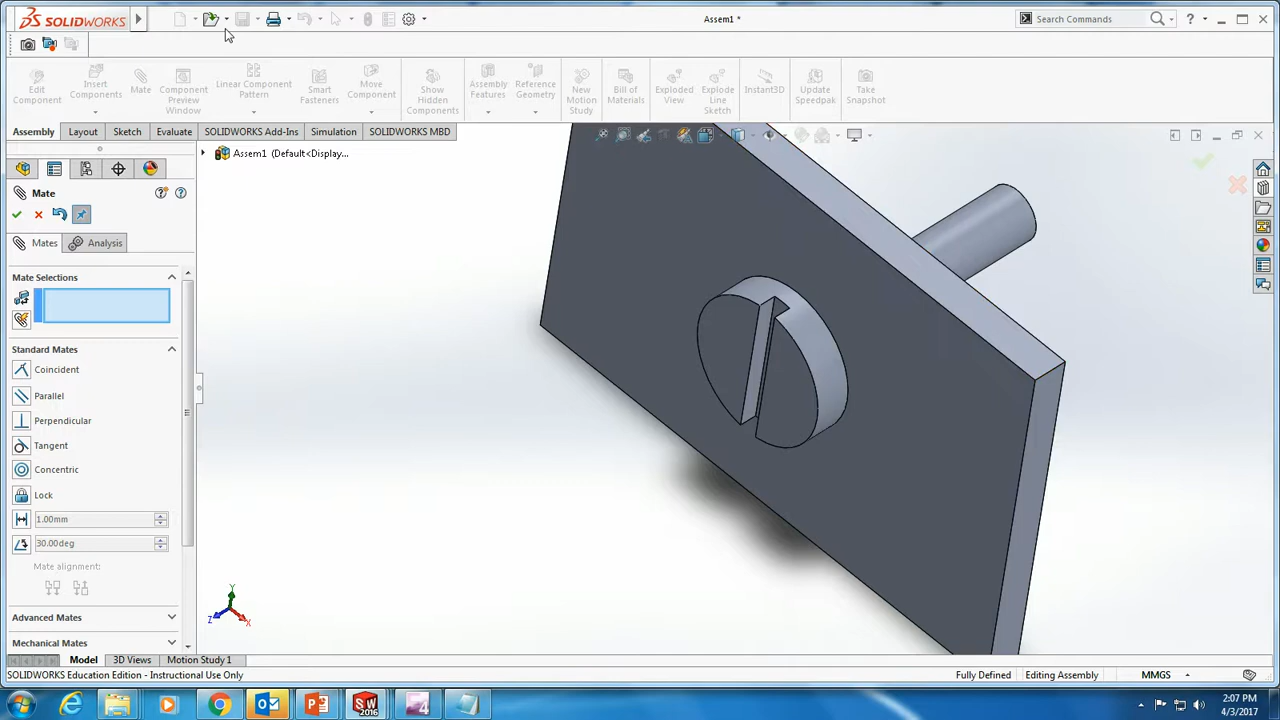 SOLIDWORKS
Assem1 *
Search Commands
?
Edit Component
Insert Components
Mate
Component Preview Window
Linear Component Pattern
Smart Fasteners
Move Component
Show Hidden Components
Assembly Features
Reference Geometry
New Motion Study
Bill of Materials
Exploded View
Explode Line Sketch
Instant3D
Update Speedpak
Take Snapshot
Assembly
Layout
Sketch
Evaluate
SOLIDWORKS Add-Ins
Simulation
SOLIDWORKS MBD
Assem1 (Default<Display...
Mate
Mates
Analysis
Mate Selections
Standard Mates
Coincident
Parallel
Perpendicular
Tangent
Concentric
Lock
1.00mm
30.00deg
Mate alignment:
Advanced Mates
Mechanical Mates
Y
Z
X
Model
3D Views
Motion Study 1
SOLIDWORKS Education Edition - Instructional Use Only
Fully Defined
Editing Assembly
MMGS
SW
2016
4
2:07 PM
4/3/2017